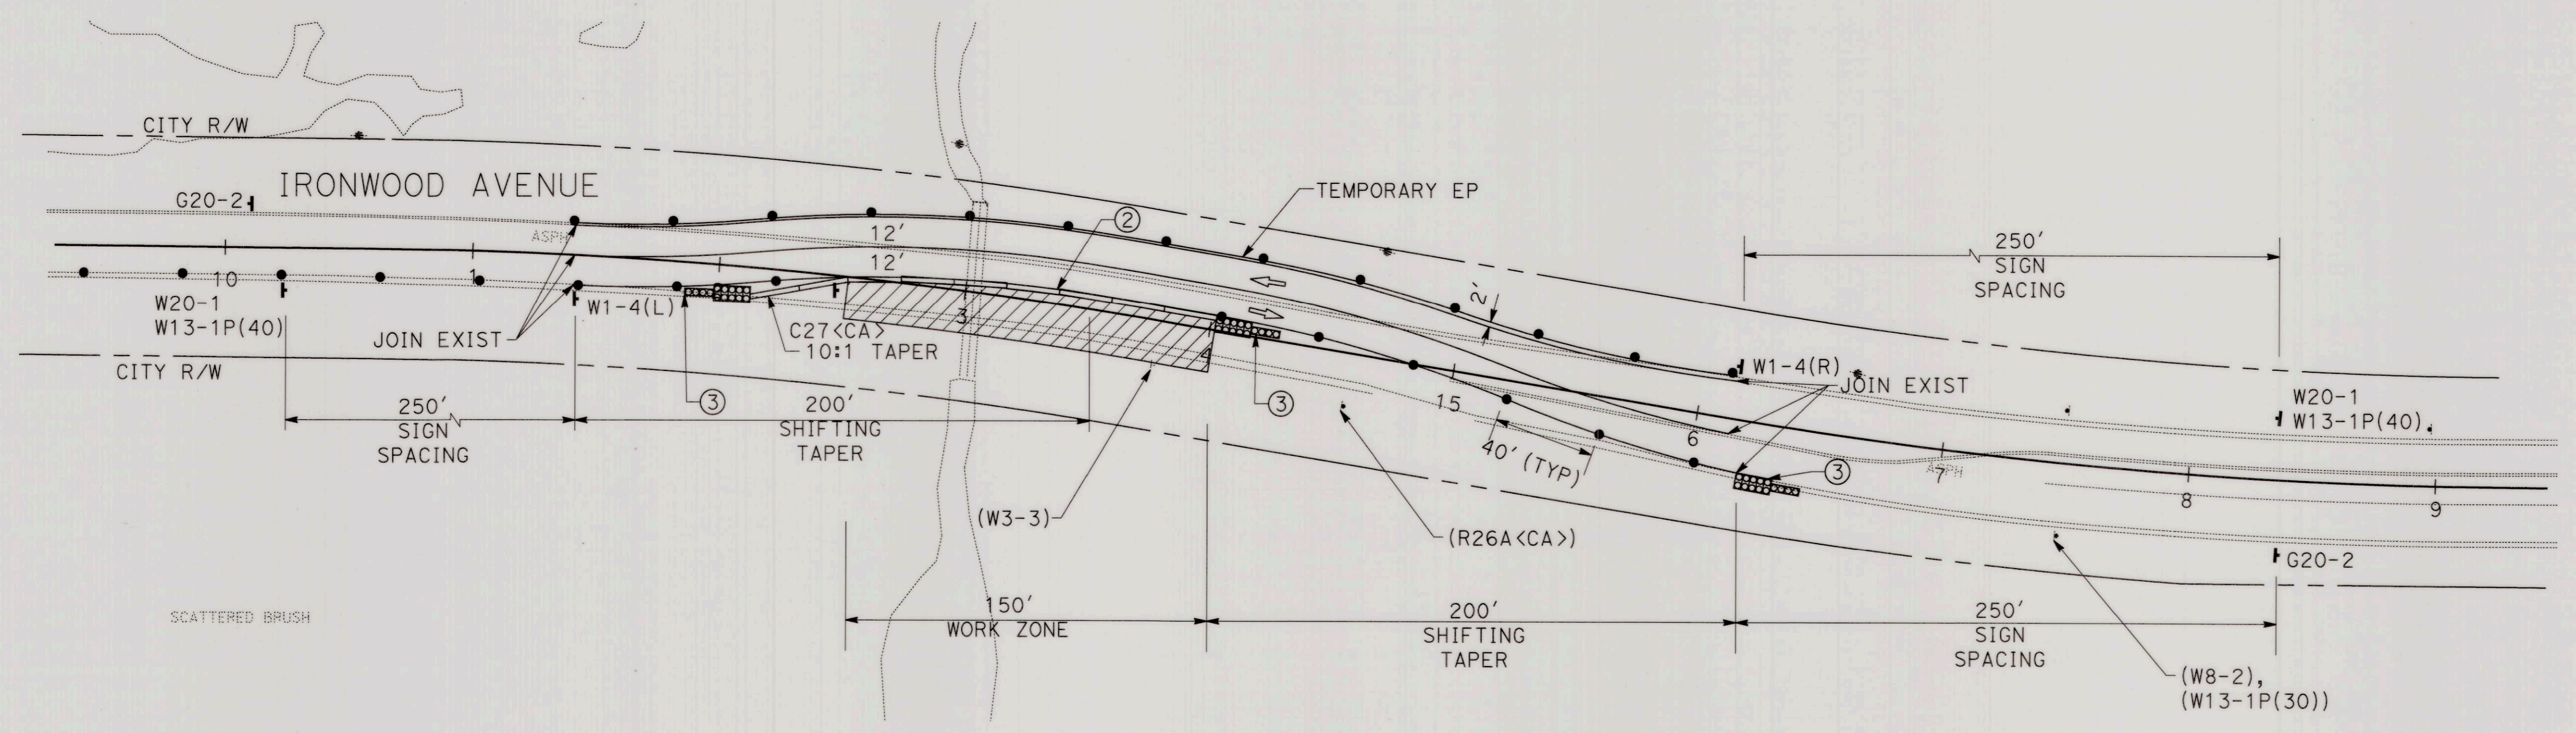 CITY R/W
IRONWOOD AVENUE
G20-2
TEMPORARY EP
2
ASPH
12'
12'
250'
SIGN
SPACING
10
1
W20-1
W13-1P(40)
W1-4(L)
JOIN EXIST
C27<CA>
10:1 TAPER
3
2'
4
W1-4(R)
JOIN EXIST
CITY R/W
3
3
15
6
W20-1
W13-1P(40)
250'
SIGN
SPACING
200'
SHIFTING
TAPER
40' (TYP)
3
7
ASPH
8
9
(W3-3)
(R26A<CA>)
G20-2
SCATTERED BRUSH
150'
WORK ZONE
200'
SHIFTING
TAPER
250'
SIGN
SPACING
(W8-2),
(W13-1P(30))